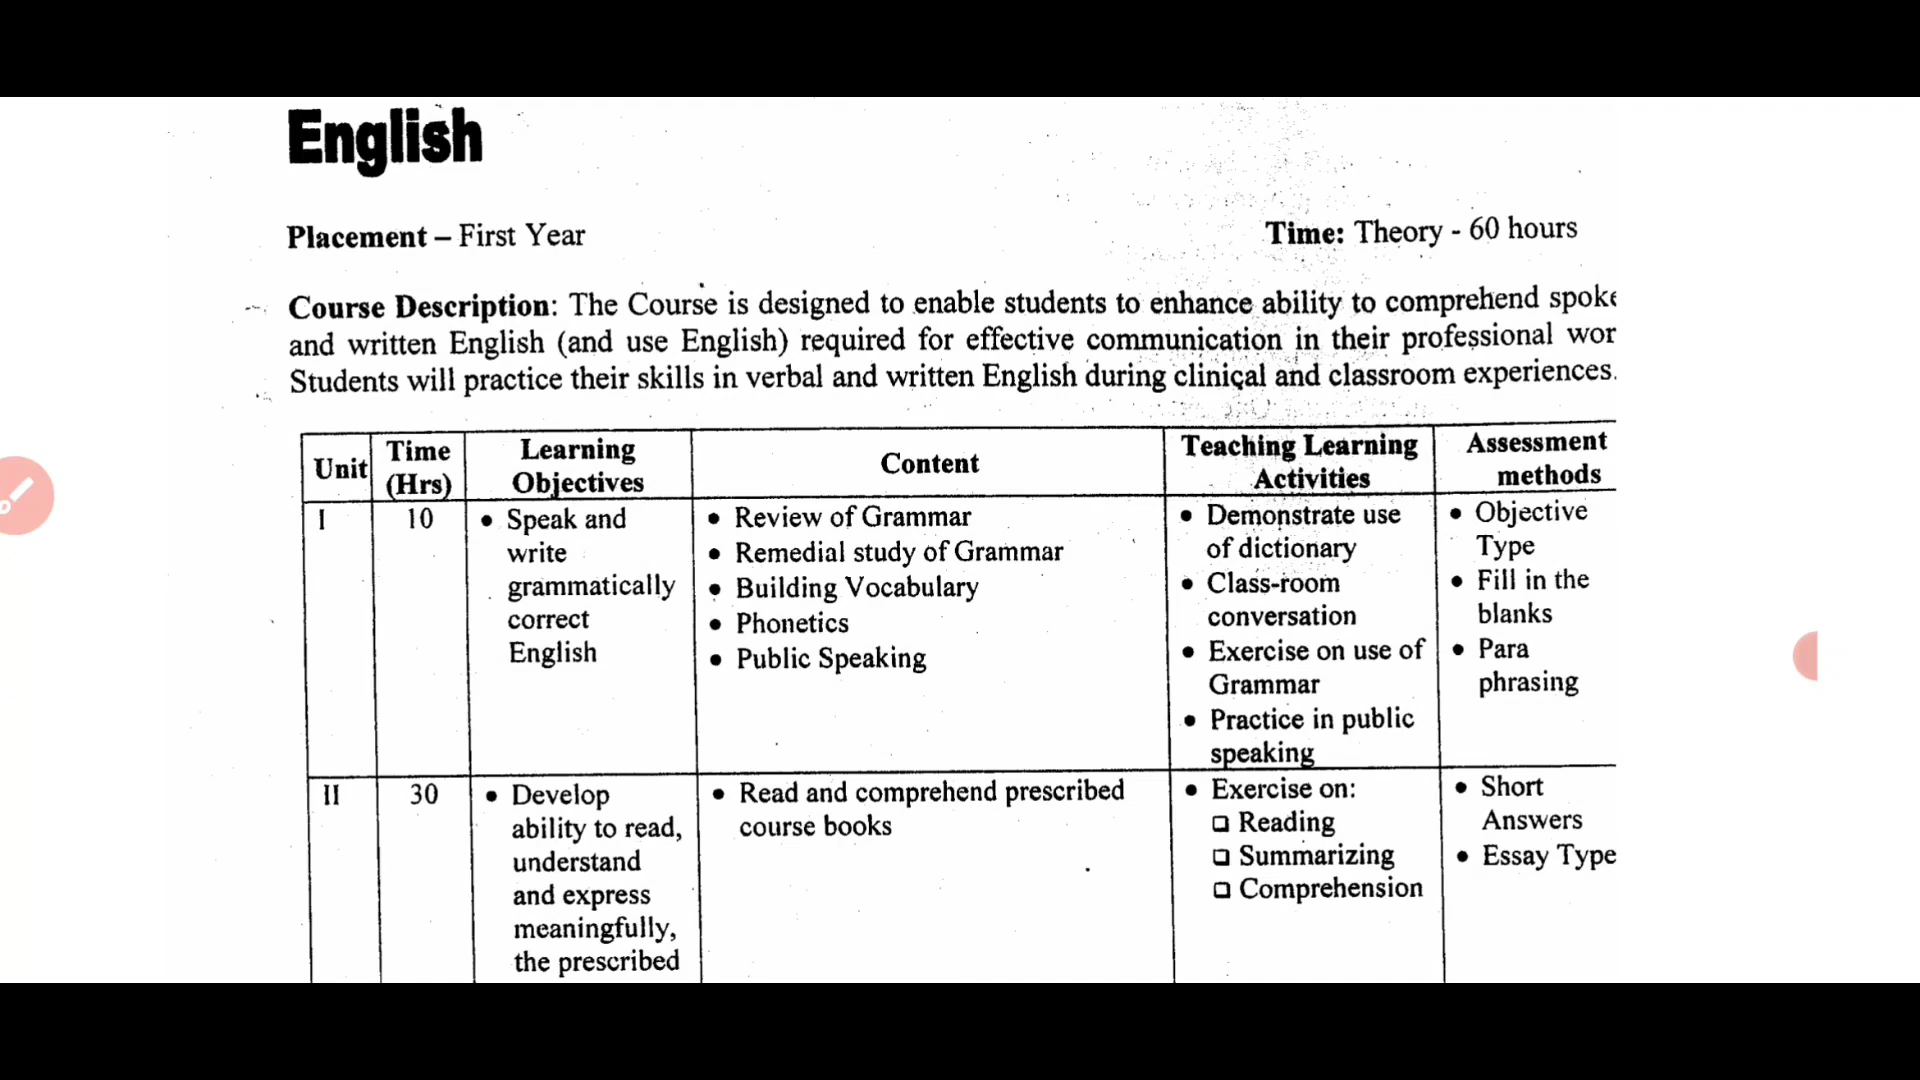 English
Placement – First Year
Time: Theory - 60 hours
Course Description: The Course is designed to enable students to enhance ability to comprehend spoke
and written English (and use English) required for effective communication in their professional wor
Students will practice their skills in verbal and written English during clinical and classroom experiences.
Unit
Time
(Hrs)
Learning
Objectives
Content
Teaching Learning
Activities
Assessment
methods
I
10
• Speak and
write
grammatically
correct
English
• Review of Grammar
• Remedial study of Grammar
• Building Vocabulary
• Phonetics
• Public Speaking
• Demonstrate use
of dictionary
• Class-room
conversation
• Exercise on use of
Grammar
• Practice in public
speaking
• Objective
Type
• Fill in the
blanks
• Para
phrasing
II
30
• Develop
ability to read,
understand
and express
meaningfully,
the prescribed
• Read and comprehend prescribed
course books
• Exercise on:
❑ Reading
❑ Summarizing
❑ Comprehension
• Short
Answers
• Essay Type